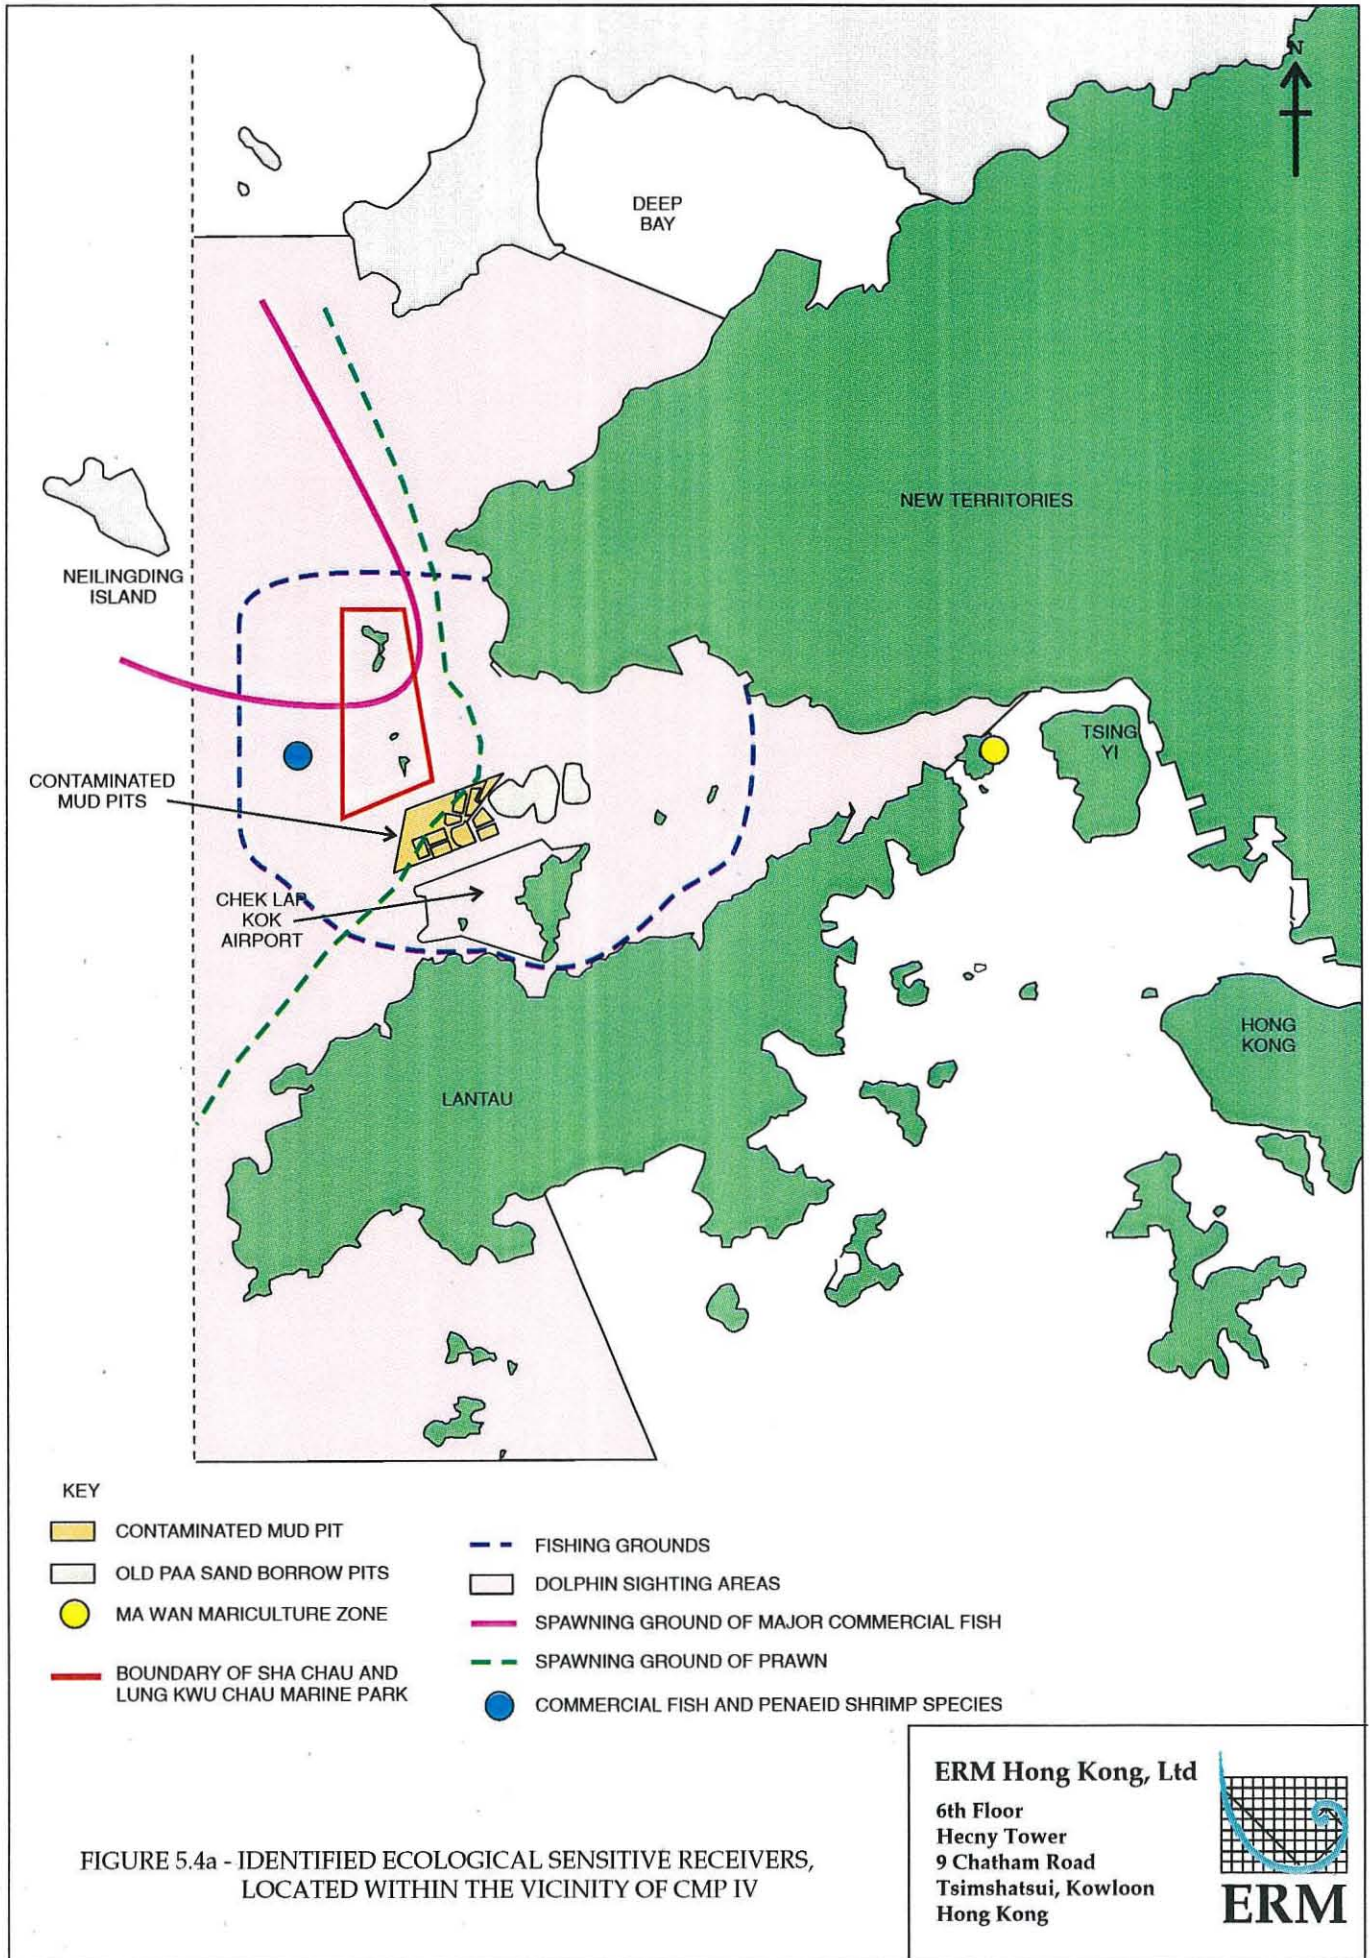 N
DEEP
BAY
NEW TERRITORIES
NEILINGDING
ISLAND
TSING
YI
CONTAMINATED
MUD PITS
CHEK LAP
KOK
AIRPORT
HONG
KONG
LANTAU
KEY
CONTAMINATED MUD PIT
OLD PAA SAND BORROW PITS
MA WAN MARICULTURE ZONE
BOUNDARY OF SHA CHAU AND
LUNG KWU CHAU MARINE PARK
FISHING GROUNDS
DOLPHIN SIGHTING AREAS
SPAWNING GROUND OF MAJOR COMMERCIAL FISH
SPAWNING GROUND OF PRAWN
COMMERCIAL FISH AND PENAEID SHRIMP SPECIES
FIGURE 5.4a - IDENTIFIED ECOLOGICAL SENSITIVE RECEIVERS,
LOCATED WITHIN THE VICINITY OF CMP IV
ERM Hong Kong, Ltd
6th Floor
Hecny Tower
9 Chatham Road
Tsimshatsui, Kowloon
Hong Kong
ERM